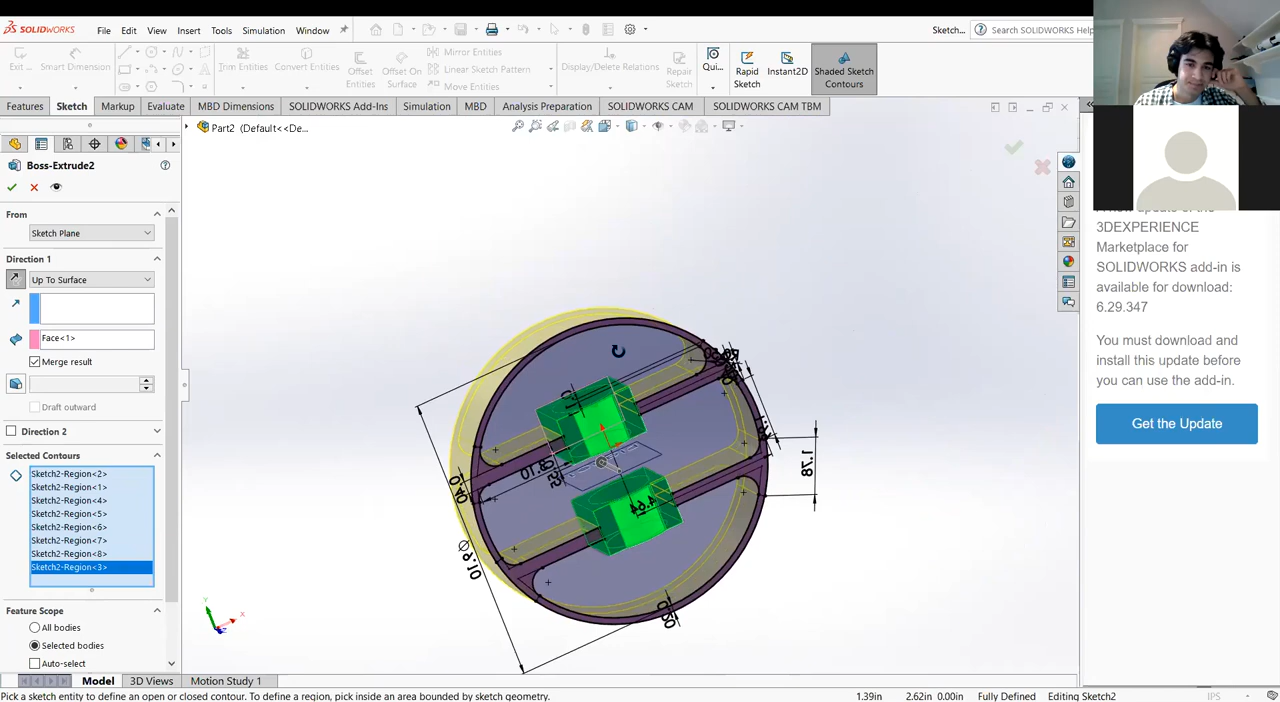 SOLIDWORKS File Edit View Insert Tools Simulation Window Sketch... Search SOLIDWORKS Help
Exit ... Smart Dimension Trim Entities Convert Entities Offset Entities Offset On Surface Mirror Entities Linear Sketch Pattern Move Entities Display/Delete Relations Repair Sketch Qui... Rapid Sketch Instant2D Shaded Sketch Contours
Features Sketch Markup Evaluate MBD Dimensions SOLIDWORKS Add-Ins Simulation MBD Analysis Preparation SOLIDWORKS CAM SOLIDWORKS CAM TBM
Part2 (Default<<De...
Boss-Extrude2
From
Sketch Plane
Direction 1
Up To Surface
Face<1>
Merge result
Draft outward
Direction 2
Selected Contours
Sketch2-Region<2>
Sketch2-Region<1>
Sketch2-Region<4>
Sketch2-Region<5>
Sketch2-Region<6>
Sketch2-Region<7>
Sketch2-Region<8>
Sketch2-Region<3>
Feature Scope
All bodies
Selected bodies
Auto-select
1.78
4.64
Ø 9.10
Y
X
Z
3DEXPERIENCE
Marketplace for
SOLIDWORKS add-in is
available for download:
6.29.347
You must download and
install this update before
you can use the add-in.
Get the Update
Model 3D Views Motion Study 1
Pick a sketch entity to define an open or closed contour. To define a region, pick inside an area bounded by sketch geometry. 1.39in 2.62in 0.00in Fully Defined Editing Sketch2 IPS